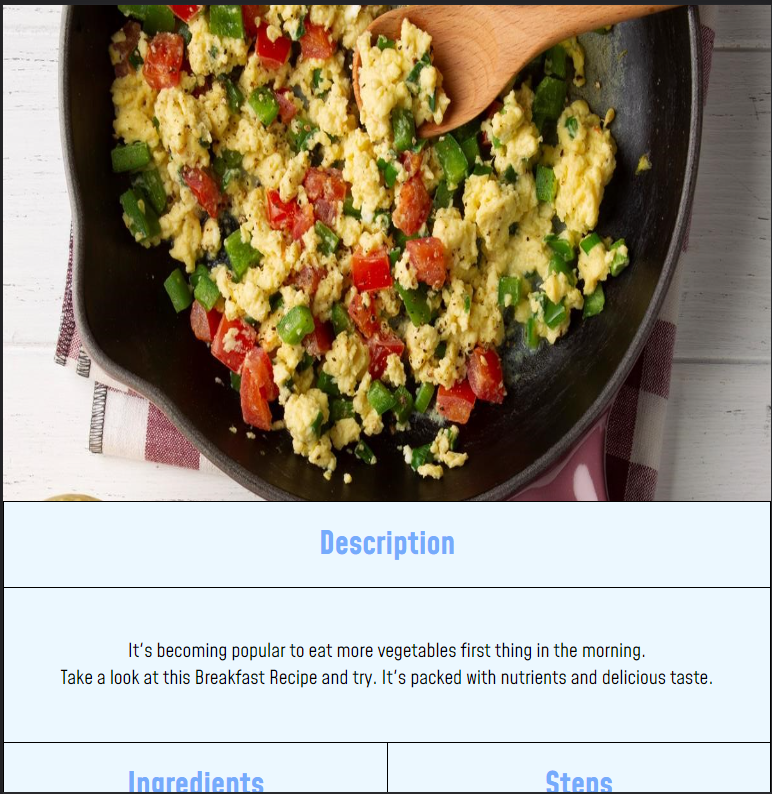 Description
It's becoming popular to eat more vegetables first thing in the morning.
Take a look at this Breakfast Recipe and try. It's packed with nutrients and delicious taste.
Ingredients
Steps